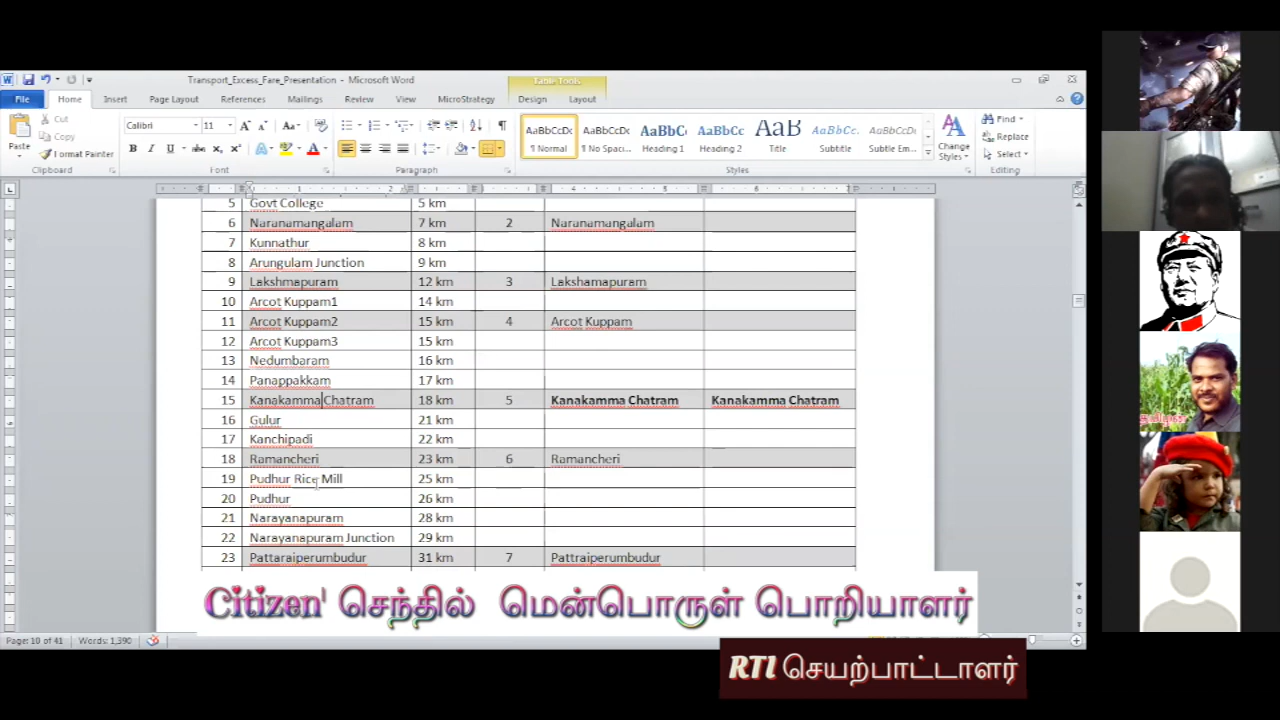 Transport_Excess_Fare_Presentation - Microsoft Word
Table Tools
File Home Insert Page Layout References Mailings Review View MicroStrategy Design Layout
Cut
Copy
Paste
Format Painter
Clipboard
Calibri 11
Font
Paragraph
AaBbCcDc AaBbCcDc AaBbC AaBbCc AaB AaBbCc. AaBbCcDc
¶ Normal ¶ No Spaci... Heading 1 Heading 2 Title Subtitle Subtle Em...
Change Styles
Styles
Find
Replace
Select
Editing
5 Govt College 5 km
6 Naranamangalam 7 km 2 Naranamangalam
7 Kunnathur 8 km
8 Arungulam Junction 9 km
9 Lakshmapuram 12 km 3 Lakshamapuram
10 Arcot Kuppam1 14 km
11 Arcot Kuppam2 15 km 4 Arcot Kuppam
12 Arcot Kuppam3 15 km
13 Nedumbaram 16 km
14 Panappakkam 17 km
15 Kanakamma Chatram 18 km 5 Kanakamma Chatram Kanakamma Chatram
16 Gulur 21 km
17 Kanchipadi 22 km
18 Ramancheri 23 km 6 Ramancheri
19 Pudhur Rice Mill 25 km
20 Pudhur 26 km
21 Narayanapuram 28 km
22 Narayanapuram Junction 29 km
23 Pattaraiperumbudur 31 km 7 Pattraiperumbudur
Citizen' செந்தில் மென்பொருள் பொறியாளர்
Page: 10 of 41 Words: 1,390
RTI செயற்பாட்டாளர்